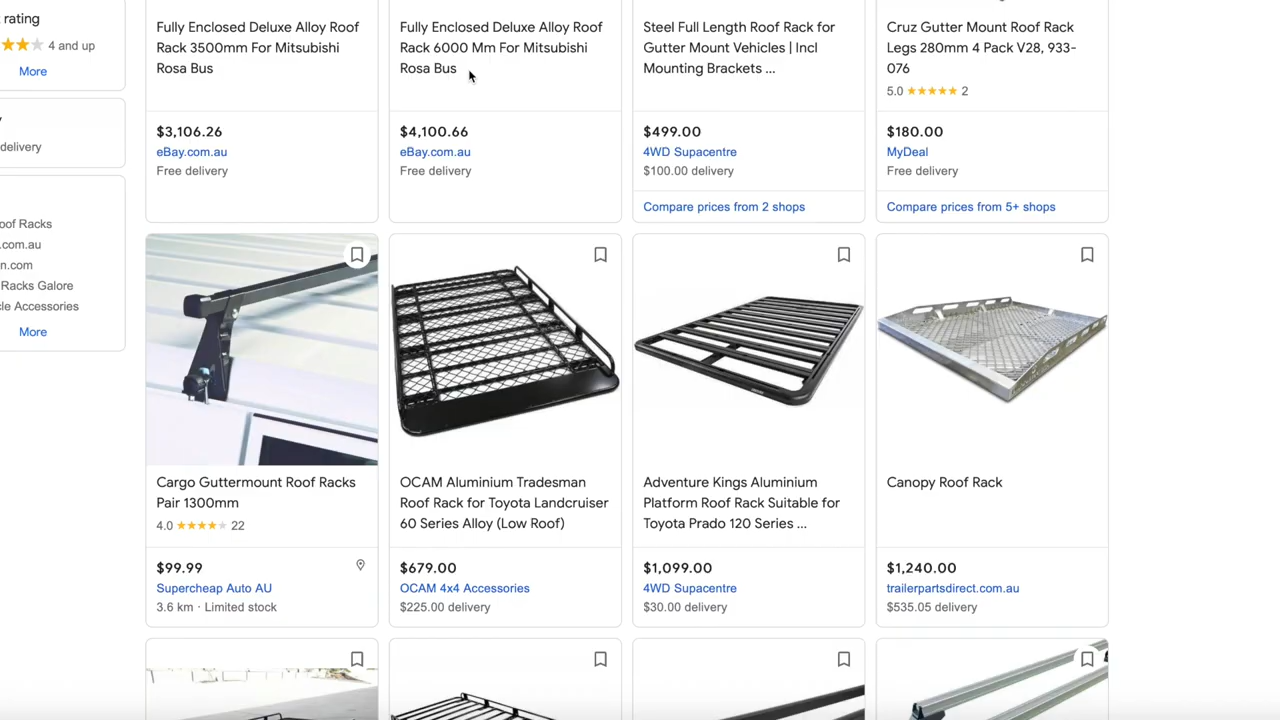 rating
4 and up
More
delivery
oof Racks
.com.au
n.com
Racks Galore
cle Accessories
More
Fully Enclosed Deluxe Alloy Roof
Rack 3500mm For Mitsubishi
Rosa Bus
$3,106.26
eBay.com.au
Free delivery
Fully Enclosed Deluxe Alloy Roof
Rack 6000 Mm For Mitsubishi
Rosa Bus
$4,100.66
eBay.com.au
Free delivery
Steel Full Length Roof Rack for
Gutter Mount Vehicles | Incl
Mounting Brackets ...
$499.00
4WD Supacentre
$100.00 delivery
Compare prices from 2 shops
Cruz Gutter Mount Roof Rack
Legs 280mm 4 Pack V28, 933-
076
5.0 2
$180.00
MyDeal
Free delivery
Compare prices from 5+ shops
Cargo Guttermount Roof Racks
Pair 1300mm
4.0 22
$99.99
Supercheap Auto AU
3.6 km · Limited stock
OCAM Aluminium Tradesman
Roof Rack for Toyota Landcruiser
60 Series Alloy (Low Roof)
$679.00
OCAM 4x4 Accessories
$225.00 delivery
Adventure Kings Aluminium
Platform Roof Rack Suitable for
Toyota Prado 120 Series ...
$1,099.00
4WD Supacentre
$30.00 delivery
Canopy Roof Rack
$1,240.00
trailerpartsdirect.com.au
$535.05 delivery